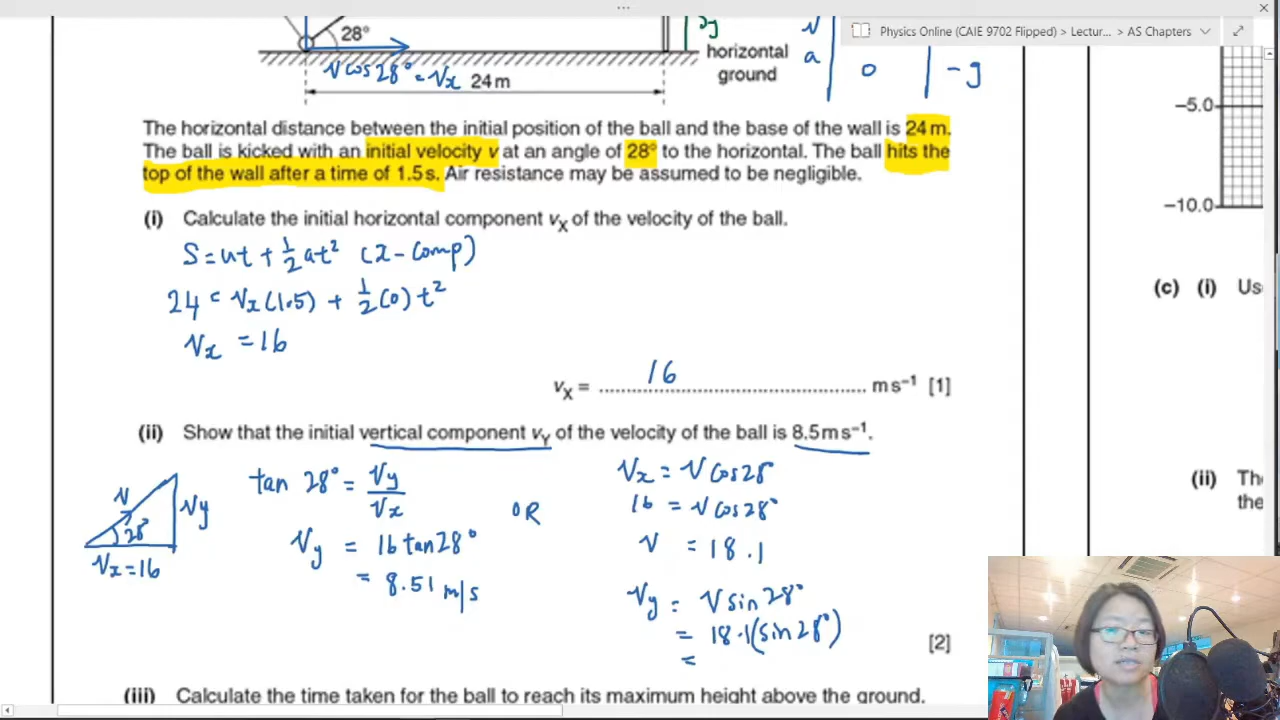 Physics Online (CAIE 9702 Flipped) > Lectur... > AS Chapters
28°
v cos 28° = vx
24 m
horizontal
ground
a 0 -g
The horizontal distance between the initial position of the ball and the base of the wall is 24 m.
The ball is kicked with an initial velocity v at an angle of 28° to the horizontal. The ball hits the
top of the wall after a time of 1.5 s. Air resistance may be assumed to be negligible.
(i) Calculate the initial horizontal component vX of the velocity of the ball.
S = ut + 1/2 at² (x-comp)
24 = vx (1.5) + 1/2 (0) t²
vx = 16
vX = 16 ms⁻¹ [1]
(ii) Show that the initial vertical component vY of the velocity of the ball is 8.5 m s⁻¹.
v
28°
vy
vx = 16
tan 28° = vy/vx
vy = 16 tan 28°
= 8.51 m/s
OR
vx = v cos 28°
16 = v cos 28°
v = 18.1
vy = v sin 28°
= 18.1 (sin 28°)
=
[2]
(iii) Calculate the time taken for the ball to reach its maximum height above the ground.
-5.0
-10.0
(c) (i) Us
(ii) Th
the